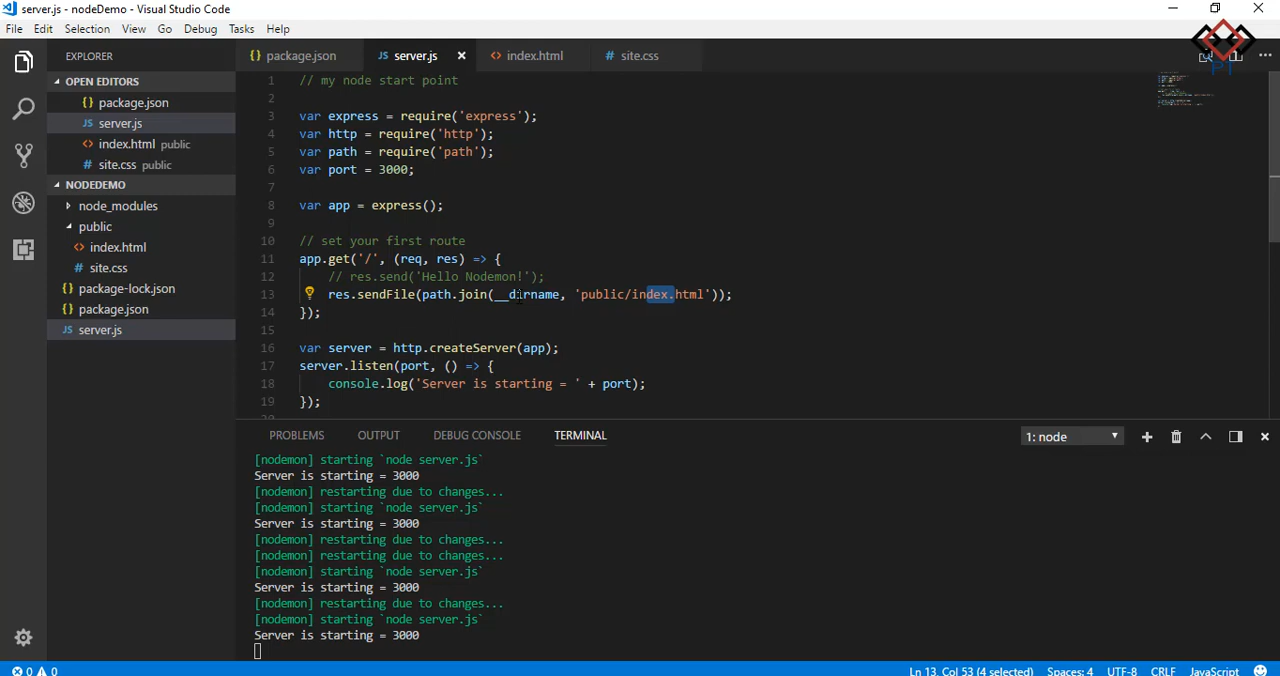 server.js - nodeDemo - Visual Studio Code
File Edit Selection View Go Debug Tasks Help
EXPLORER
OPEN EDITORS
{} package.json
JS server.js
<> index.html public
# site.css public
NODEDEMO
node_modules
public
<> index.html
# site.css
{} package-lock.json
{} package.json
JS server.js
{} package.json JS server.js <> index.html # site.css
PT
1 // my node start point
2
3 var express = require('express');
4 var http = require('http');
5 var path = require('path');
6 var port = 3000;
7
8 var app = express();
9
10 // set your first route
11 app.get('/', (req, res) => {
12 // res.send('Hello Nodemon!');
13 res.sendFile(path.join(__dirname, 'public/index.html'));
14 });
15
16 var server = http.createServer(app);
17 server.listen(port, () => {
18 console.log('Server is starting = ' + port);
19 });
20
PROBLEMS OUTPUT DEBUG CONSOLE TERMINAL 1: node
[nodemon] starting `node server.js`
Server is starting = 3000
[nodemon] restarting due to changes...
[nodemon] starting `node server.js`
Server is starting = 3000
[nodemon] restarting due to changes...
[nodemon] restarting due to changes...
[nodemon] starting `node server.js`
Server is starting = 3000
[nodemon] restarting due to changes...
[nodemon] starting `node server.js`
Server is starting = 3000
0 0 Ln 13, Col 53 (4 selected) Spaces: 4 UTF-8 CRLF JavaScript